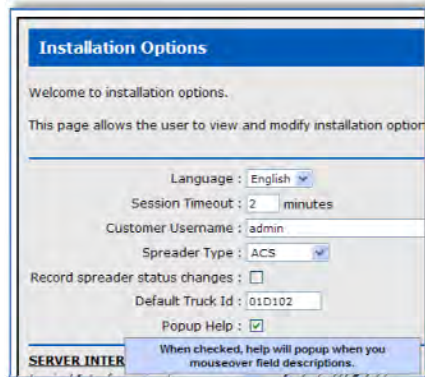 Installation Options
Welcome to installation options.
This page allows the user to view and modify installation option
Language : English
Session Timeout : 2 minutes
Customer Username : admin
Spreader Type : ACS
Record spreader status changes :
Default Truck Id : 01D102
Popup Help :
When checked, help will popup when you
mouseover field descriptions.
SERVER INTER